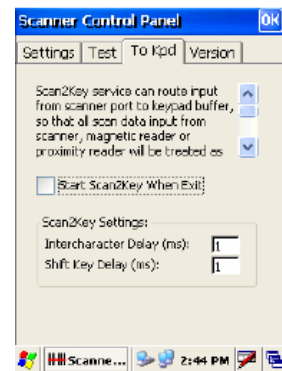 Scanner Control Panel OK
Settings Test To Kpd Version
Scan2Key service can route input
from scanner port to keypad buffer,
so that all scan data input from
scanner, magnetic reader or
proximity reader will be treated as
Start Scan2Key When Exit
Scan2Key Settings:
Intercharacter Delay (ms): 1
Shift Key Delay (ms): 1
Scanne... 2:44 PM